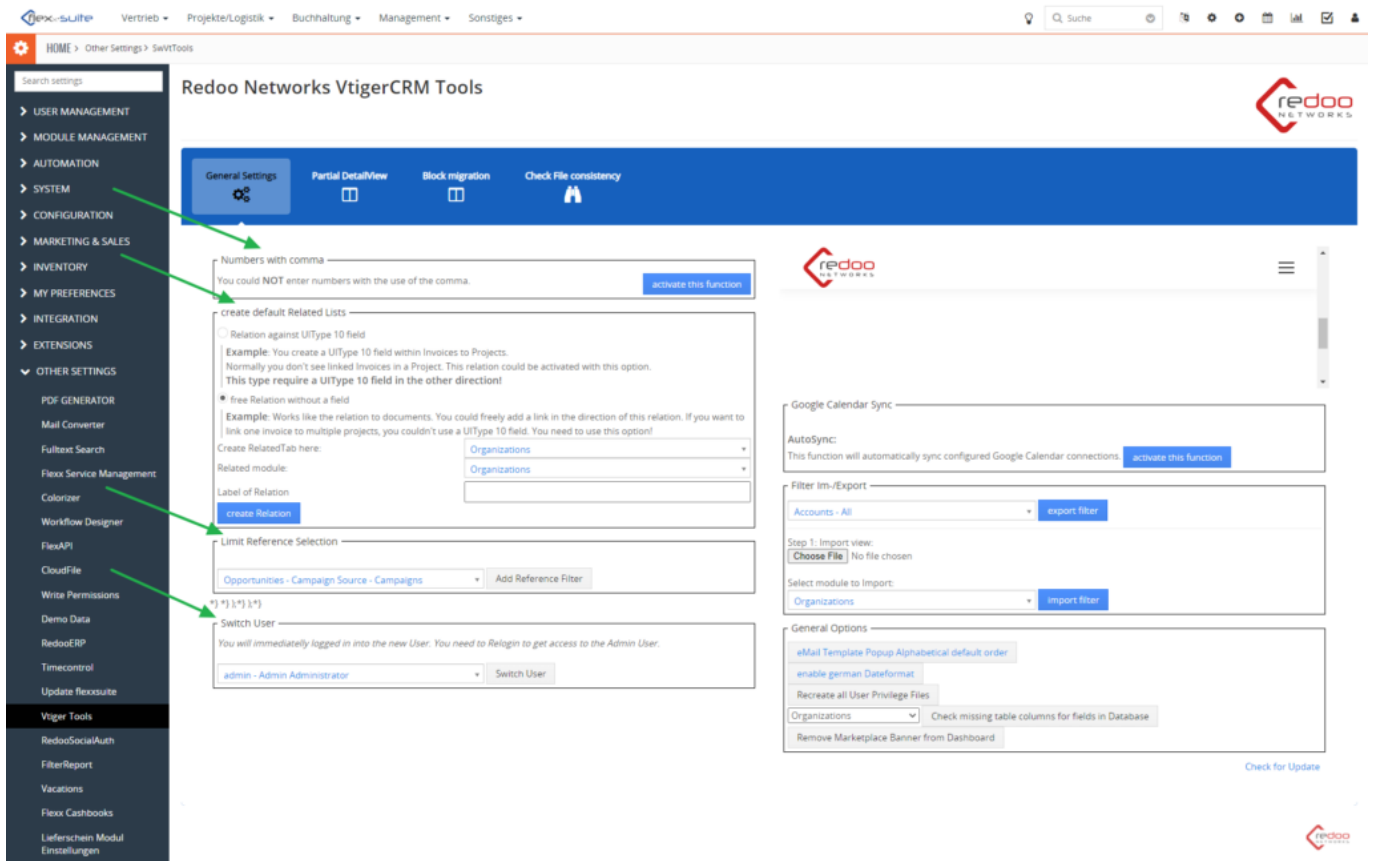 flexx-suite
Vertrieb
Projekte/Logistik
Buchhaltung
Management
Sonstiges
Suche
HOME > Other Settings > SwVtTools
Search settings
USER MANAGEMENT
MODULE MANAGEMENT
AUTOMATION
SYSTEM
CONFIGURATION
MARKETING & SALES
INVENTORY
MY PREFERENCES
INTEGRATION
EXTENSIONS
OTHER SETTINGS
PDF GENERATOR
Mail Converter
Fulltext Search
Flexx Service Management
Colorizer
Workflow Designer
FlexAPI
CloudFile
Write Permissions
Demo Data
RedooERP
Timecontrol
Update flexxsuite
Vtiger Tools
RedooSocialAuth
FilterReport
Vacations
Flexx Cashbooks
Lieferschein Modul
Einstellungen
Redoo Networks VtigerCRM Tools
redoo
NETWORKS
General Settings
Partial DetailView
Block migration
Check File consistency
Numbers with comma
You could NOT enter numbers with the use of the comma.
activate this function
create default Related Lists
Relation against UIType 10 field
Example: You create a UIType 10 field within Invoices to Projects.
Normally you don't see linked Invoices in a Project. This relation could be activated with this option.
This type require a UIType 10 field in the other direction!
free Relation without a field
Example: Works like the relation to documents. You could freely add a link in the direction of this relation. If you want to
link one invoice to multiple projects, you couldn't use a UIType 10 field. You need to use this option!
Create RelatedTab here: Organizations
Related module: Organizations
Label of Relation
create Relation
Limit Reference Selection
Opportunities - Campaign Source - Campaigns
Add Reference Filter
*} *} };*} };*}
Switch User
You will immediatelly logged in into the new User. You need to Relogin to get access to the Admin User.
admin - Admin Administrator
Switch User
redoo
NETWORKS
Google Calendar Sync
AutoSync:
This function will automatically sync configured Google Calendar connections. activate this function
Filter Im-/Export
Accounts - All
export filter
Step 1: Import view:
Choose File No file chosen
Select module to Import:
Organizations
import filter
General Options
eMail Template Popup Alphabetical default order
enable german Dateformat
Recreate all User Privilege Files
Organizations
Check missing table columns for fields in Database
Remove Marketplace Banner from Dashboard
Check for Update
redoo
NETWORKS